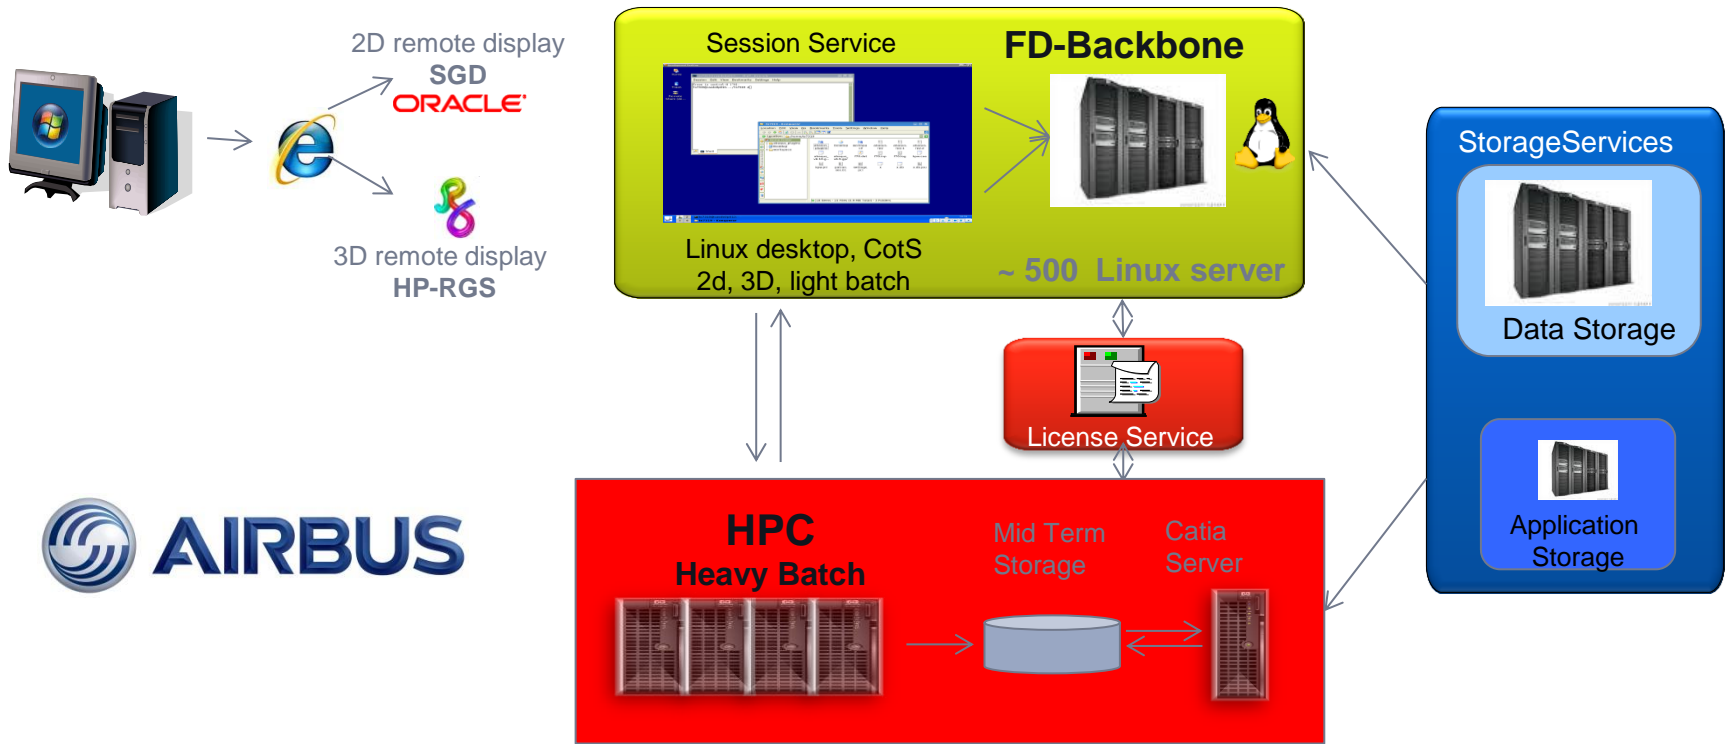 2D remote display
SGD
ORACLE
3D remote display
HP-RGS
Session Service
FD-Backbone
Linux desktop, CotS
2d, 3D, light batch
~ 500 Linux server
License Service
StorageServices
Data Storage
Application
Storage
AIRBUS
HPC
Heavy Batch
Mid Term
Storage
Catia
Server